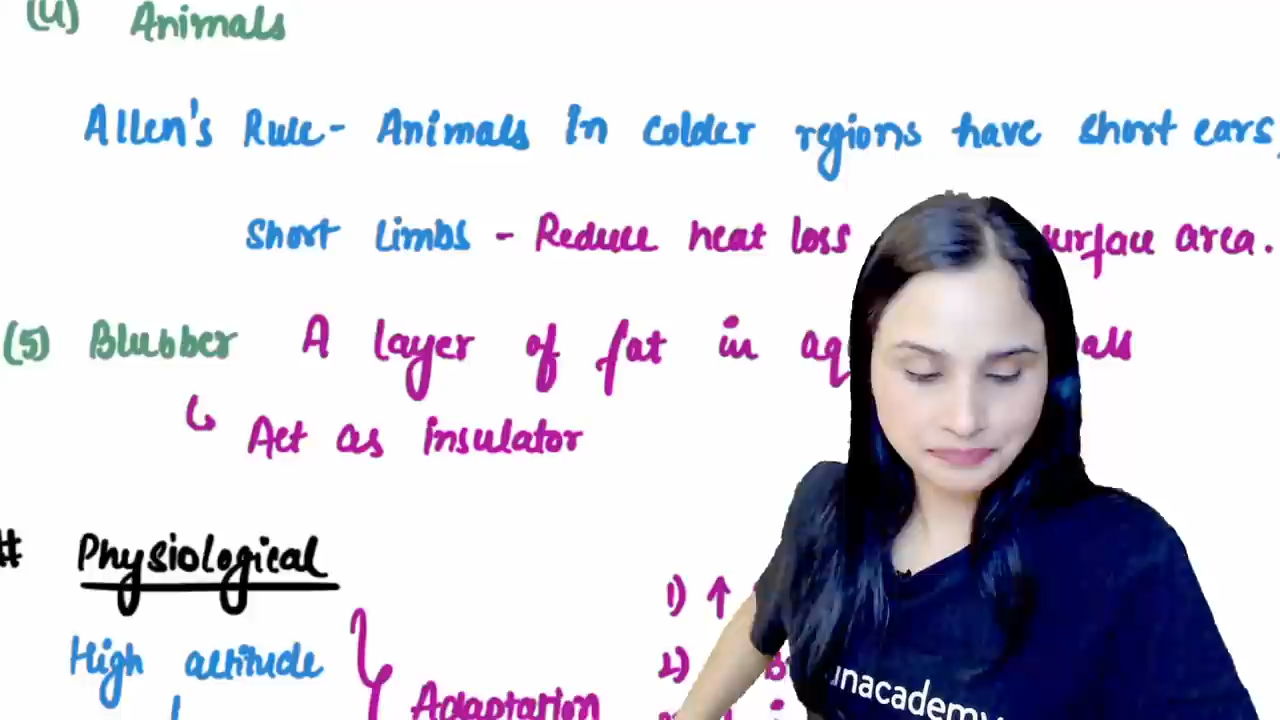 (4) Animals
Allen's Rule - Animals in colder regions have short ears,
short limbs - Reduce heat loss area.
(5) Blubber A layer of fat in
↳ Act as insulator
# Physiological
High altitude
1) ↑
2)
Adaptation
unacademy